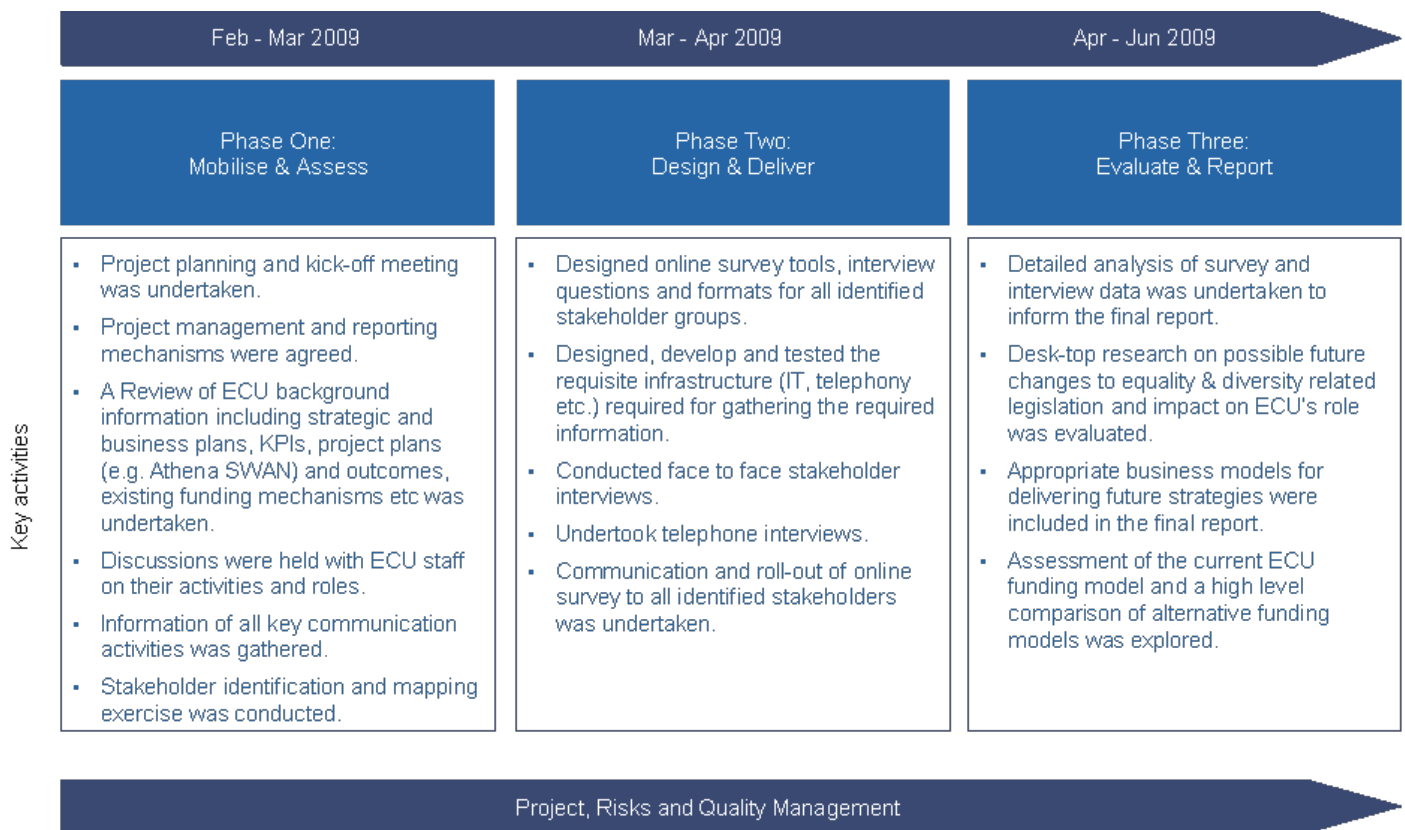 Feb - Mar 2009
Mar - Apr 2009
Apr - Jun 2009
Phase One:
Mobilise & Assess
Phase Two:
Design & Deliver
Phase Three:
Evaluate & Report
Key activities
▪ Project planning and kick-off meeting
was undertaken.
▪ Project management and reporting
mechanisms were agreed.
▪ A Review of ECU background
information including strategic and
business plans, KPIs, project plans
(e.g. Athena SWAN) and outcomes,
existing funding mechanisms etc was
undertaken.
▪ Discussions were held with ECU staff
on their activities and roles.
▪ Information of all key communication
activities was gathered.
▪ Stakeholder identification and mapping
exercise was conducted.
▪ Designed online survey tools, interview
questions and formats for all identified
stakeholder groups.
▪ Designed, develop and tested the
requisite infrastructure (IT, telephony
etc.) required for gathering the required
information.
▪ Conducted face to face stakeholder
interviews.
▪ Undertook telephone interviews.
▪ Communication and roll-out of online
survey to all identified stakeholders
was undertaken.
▪ Detailed analysis of survey and
interview data was undertaken to
inform the final report.
▪ Desk-top research on possible future
changes to equality & diversity related
legislation and impact on ECU's role
was evaluated.
▪ Appropriate business models for
delivering future strategies were
included in the final report.
▪ Assessment of the current ECU
funding model and a high level
comparison of alternative funding
models was explored.
Project, Risks and Quality Management